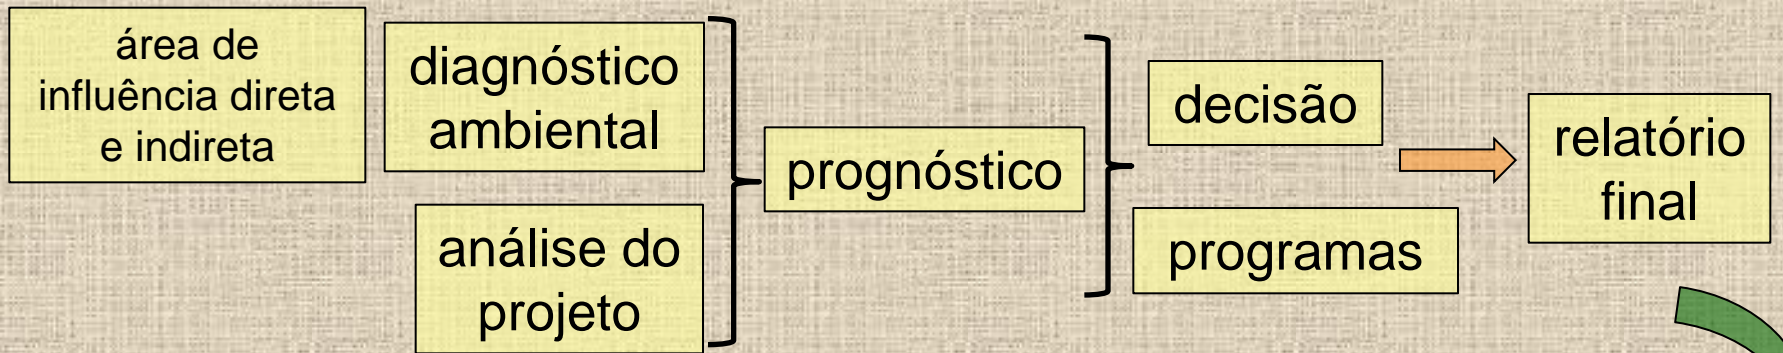 área de
influência direta
e indireta
diagnóstico
ambiental
análise do
projeto
prognóstico
decisão
programas
relatório
final